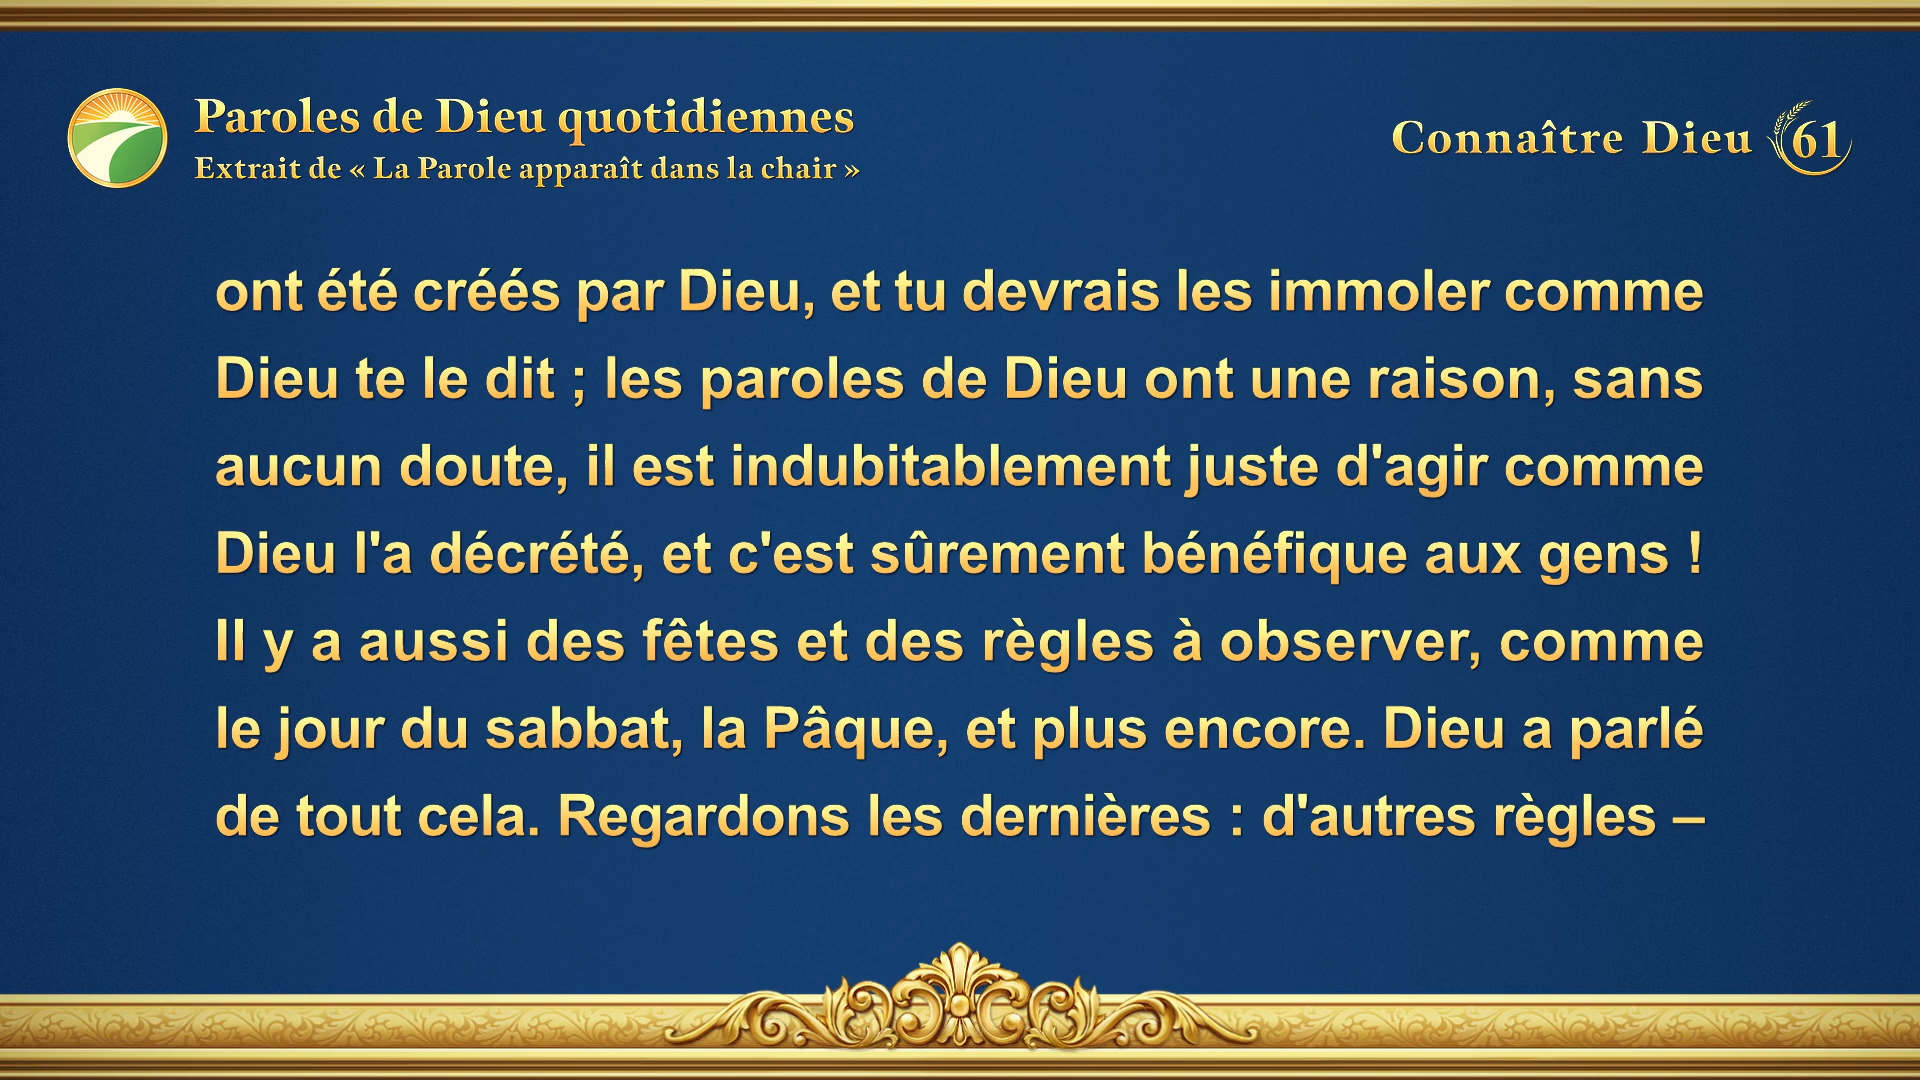 Paroles de Dieu quotidiennes
Extrait de « La Parole apparaît dans la chair »
Connaître Dieu 61
ont été créés par Dieu, et tu devrais les immoler comme
Dieu te le dit ; les paroles de Dieu ont une raison, sans
aucun doute, il est indubitablement juste d'agir comme
Dieu l'a décrété, et c'est sûrement bénéfique aux gens !
Il y a aussi des fêtes et des règles à observer, comme
le jour du sabbat, la Pâque, et plus encore. Dieu a parlé
de tout cela. Regardons les dernières : d'autres règles –